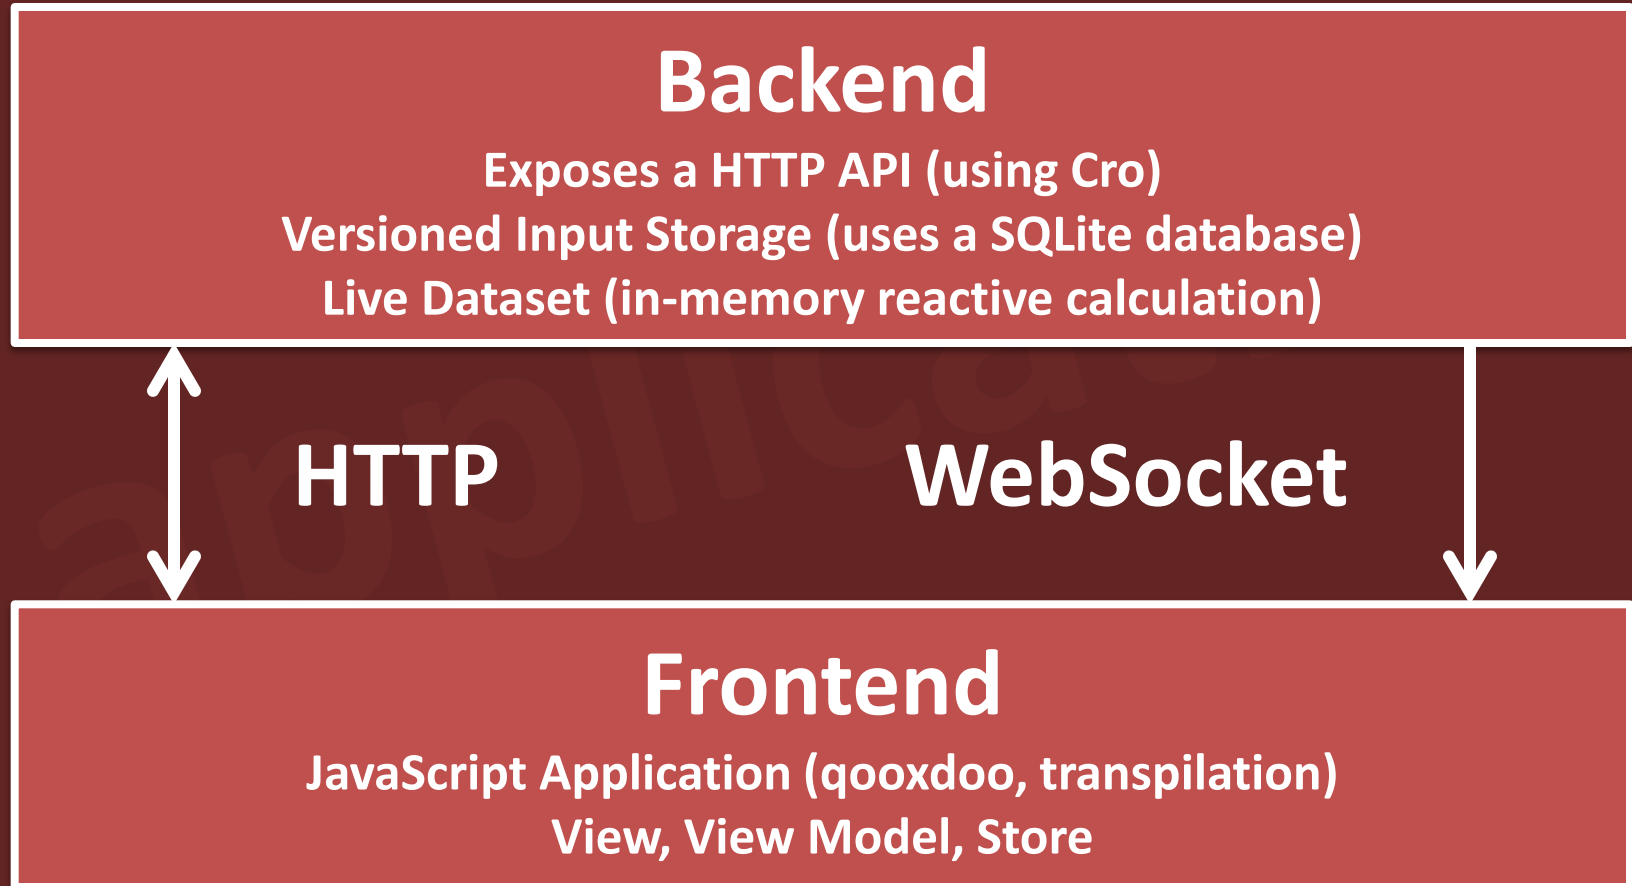 Backend
Exposes a HTTP API (using Cro)
Versioned Input Storage (uses a SQLite database)
Live Dataset (in-memory reactive calculation)
HTTP
WebSocket
Frontend
JavaScript Application (qooxdoo, transpilation)
View, View Model, Store